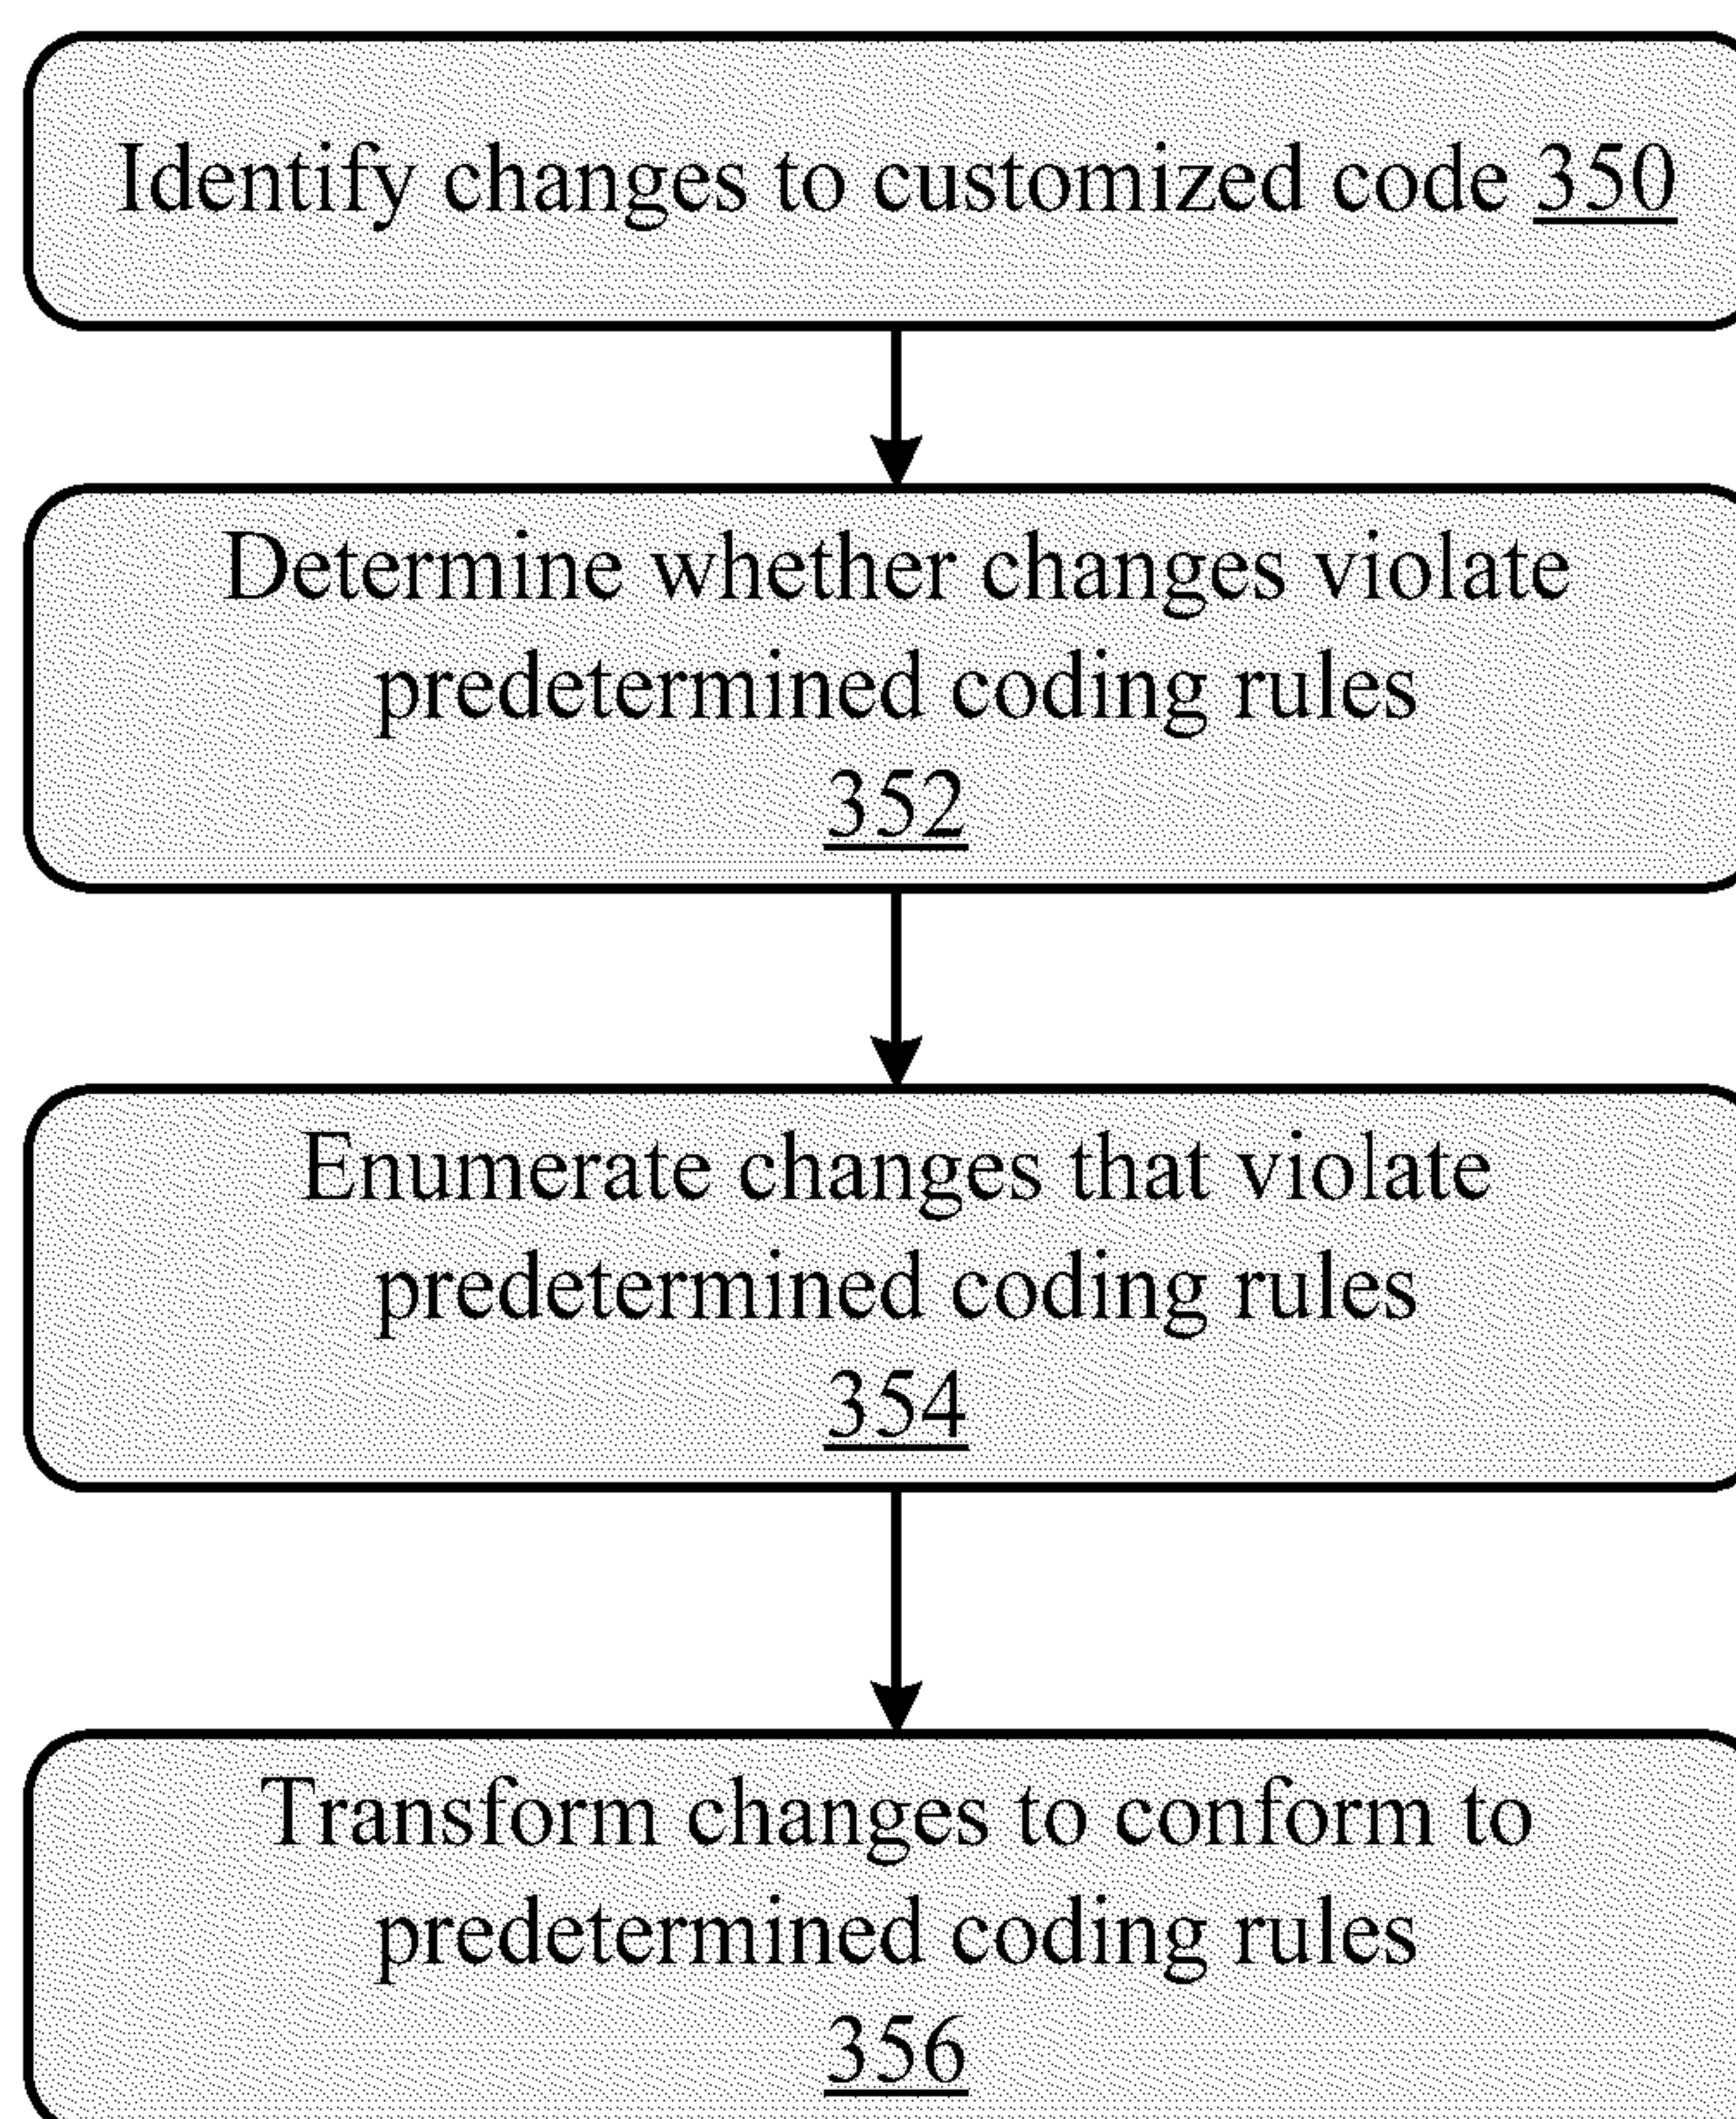 Identify changes to customized code 350
Determine whether changes violate
predetermined coding rules
352
Enumerate changes that violate
predetermined coding rules
354
Transform changes to conform to
predetermined coding rules
356